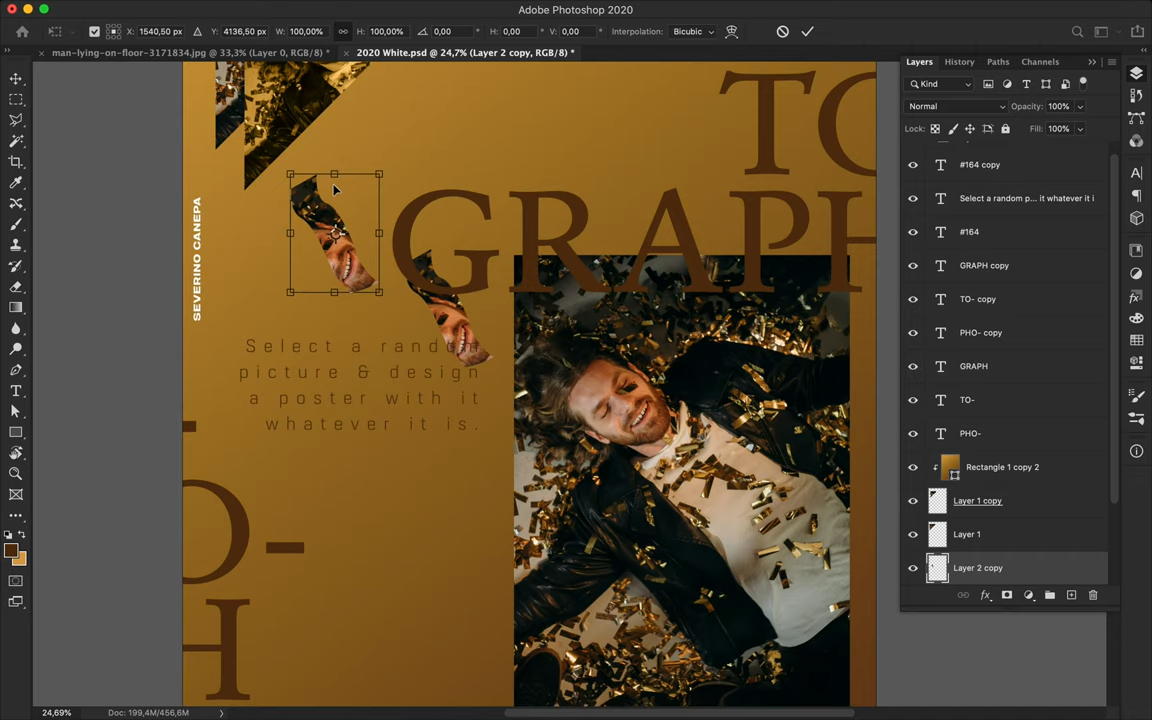 Adobe Photoshop 2020
X: 1540,50 px Y: 4136,50 px W: 100,00% H: 100,00% 0,00 ° H: 0,00 ° V: 0,00 ° Interpolation: Bicubic
× man-lying-on-floor-3171834.jpg @ 33,3% (Layer 0, RGB/8) * × 2020 White.psd @ 24,7% (Layer 2 copy, RGB/8) *
Layers History Paths Channels
Kind
Normal Opacity: 100%
Lock: Fill: 100%
#164 copy
Select a random p... it whatever it i
#164
GRAPH copy
TO- copy
PHO- copy
GRAPH
TO-
PHO-
Rectangle 1 copy 2
Layer 1 copy
Layer 1
Layer 2 copy
fx
TO
GRAPH
SEVERINO CANEPA
Select a random
picture & design
a poster with it
whatever it is.
O-
H
24,69% Doc: 199,4M/456,6M